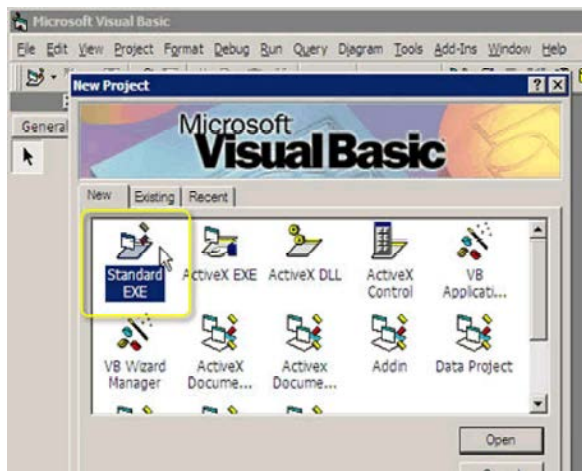 Microsoft Visual Basic
File Edit View Project Format Debug Run Query Diagram Tools Add-Ins Window Help
New Project
General
Microsoft
Visual Basic
New Existing Recent
Standard EXE ActiveX EXE ActiveX DLL ActiveX Control VB Applicati...
VB Wizard Manager ActiveX Docume... Activex Docume... Addin Data Project
Open